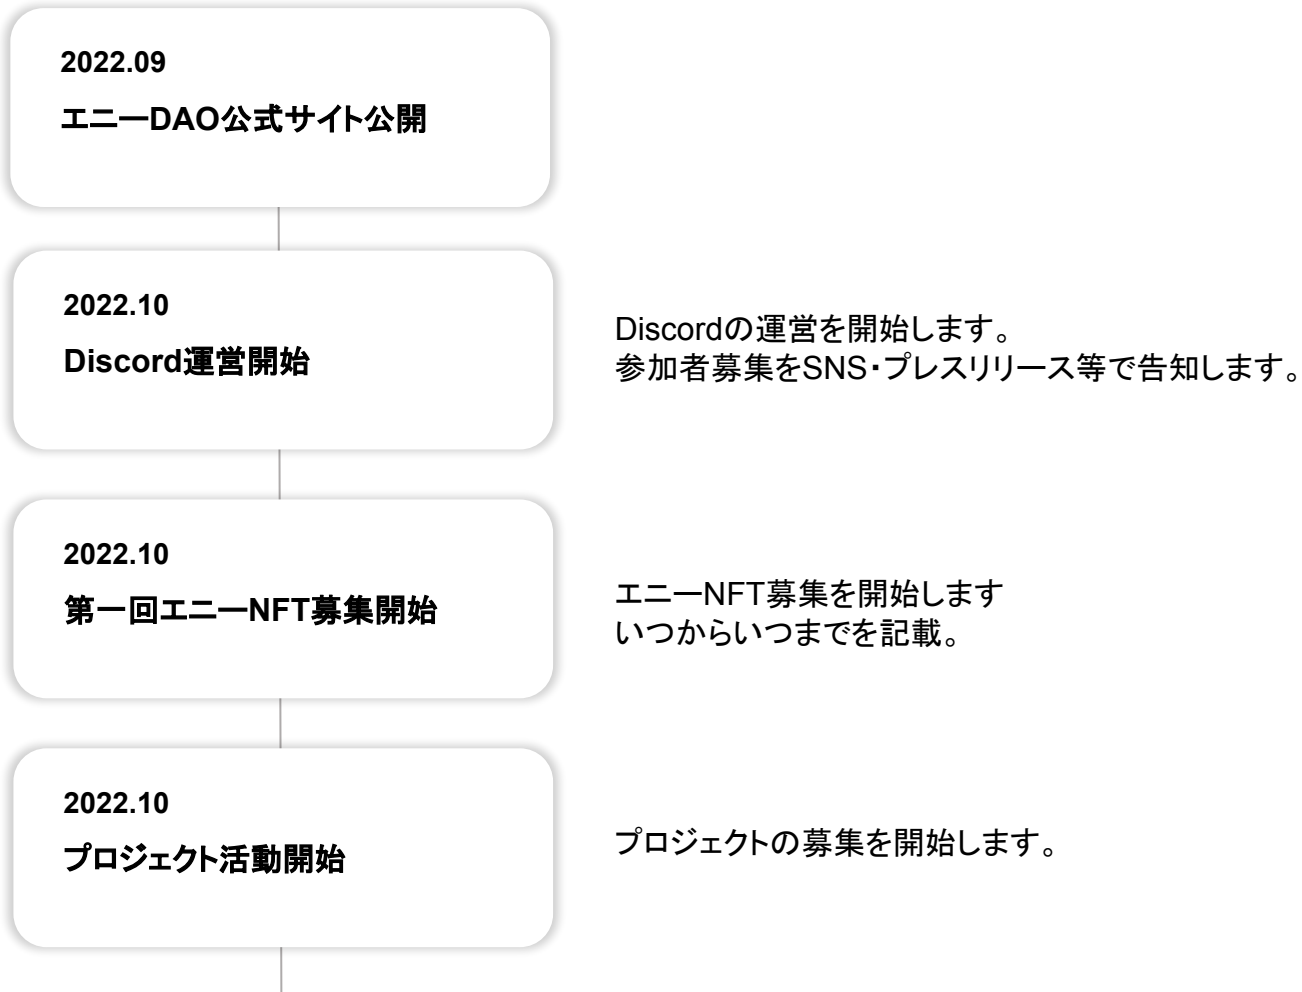 2022.09
エニーDAO公式サイト公開
2022.10
Discord運営開始
Discordの運営を開始します。
参加者募集をSNS・プレスリリース等で告知します。
2022.10
第一回エニーNFT募集開始
エニーNFT募集を開始します
いつからいつまでを記載。
2022.10
プロジェクト活動開始
プロジェクトの募集を開始します。